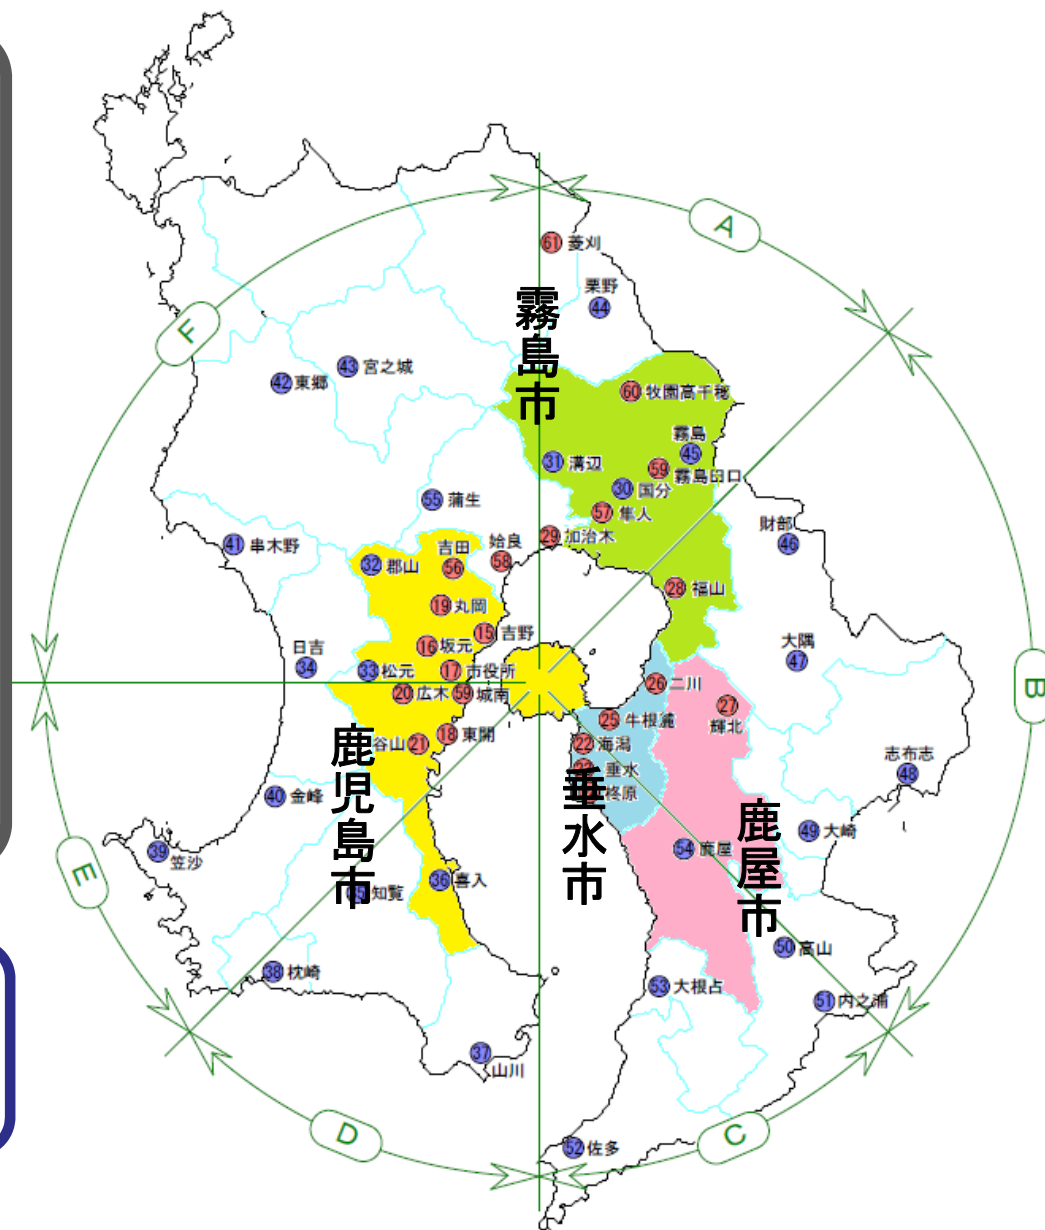 A
61 菱刈
栗野
44
F
霧島市
43 宮之城
42 東郷
60 牧園高千穂
霧島
45
31 溝辺
59
霧島田口
30 国分
55 蒲生
57 隼人
財部
46
41 串木野
29 加治木
吉田
56
姶良
58
32 郡山
28 福山
19 丸岡
15 吉野
16 坂元
大隅
47
日吉
34
33 松元
17 市役所
26 二川
B
20 広木
59 城南
27
輝北
25 牛根麓
18 東開
谷山 21
22 海潟
鹿児島市
垂水
志布志
48
柊原
垂水市
40 金峰
鹿屋市
49 大崎
39
笠沙
54 鹿屋
E
36 喜入
知覧
50 高山
38 枕崎
53 大根占
51 内之浦
37
山川
D
C
52 佐多